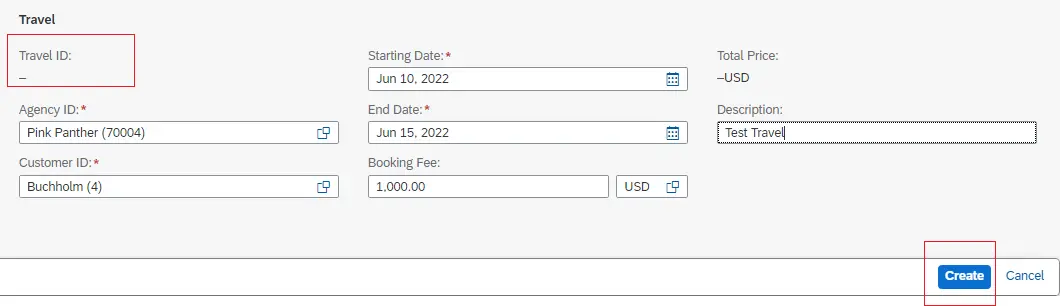 Travel
Travel ID:
–
Starting Date:*
Jun 10, 2022
Total Price:
–USD
Agency ID:*
Pink Panther (70004)
End Date:*
Jun 15, 2022
Description:
Test Travel
Customer ID:*
Buchholm (4)
Booking Fee:
1,000.00
USD
Create
Cancel